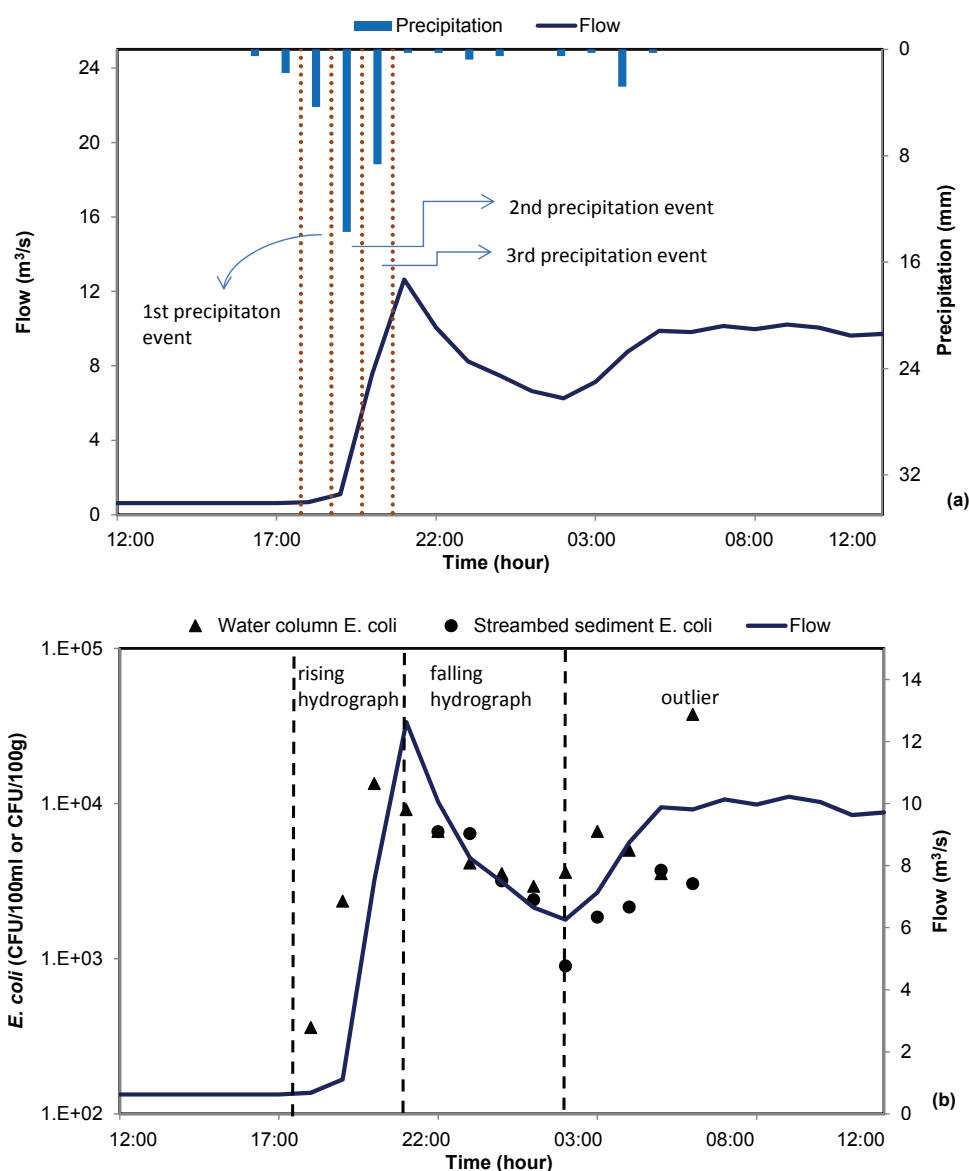 Precipitation Flow
24
20
16
12
8
4
0
Flow (m³/s)
0
8
16
24
32
Precipitation (mm)
2nd precipitation event
3rd precipitation event
1st precipitaton
event
(a)
12:00 17:00 22:00 03:00 08:00 12:00
Time (hour)
Water column E. coli Streambed sediment E. coli Flow
1.E+05
1.E+04
1.E+03
1.E+02
E. coli (CFU/100ml or CFU/100g)
rising
hydrograph
falling
hydrograph
outlier
14
12
10
8
6
4
2
0
Flow (m³/s)
(b)
12:00 17:00 22:00 03:00 08:00 12:00
Time (hour)